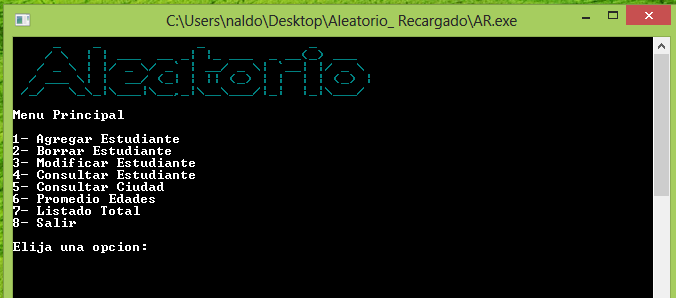 C:\Users\naldo\Desktop\Aleatorio_ Recargado\AR.exe
Aleatorio
Menu Principal
1- Agregar Estudiante
2- Borrar Estudiante
3- Modificar Estudiante
4- Consultar Estudiante
5- Consultar Ciudad
6- Promedio Edades
7- Listado Total
8- Salir
Elija una opcion: